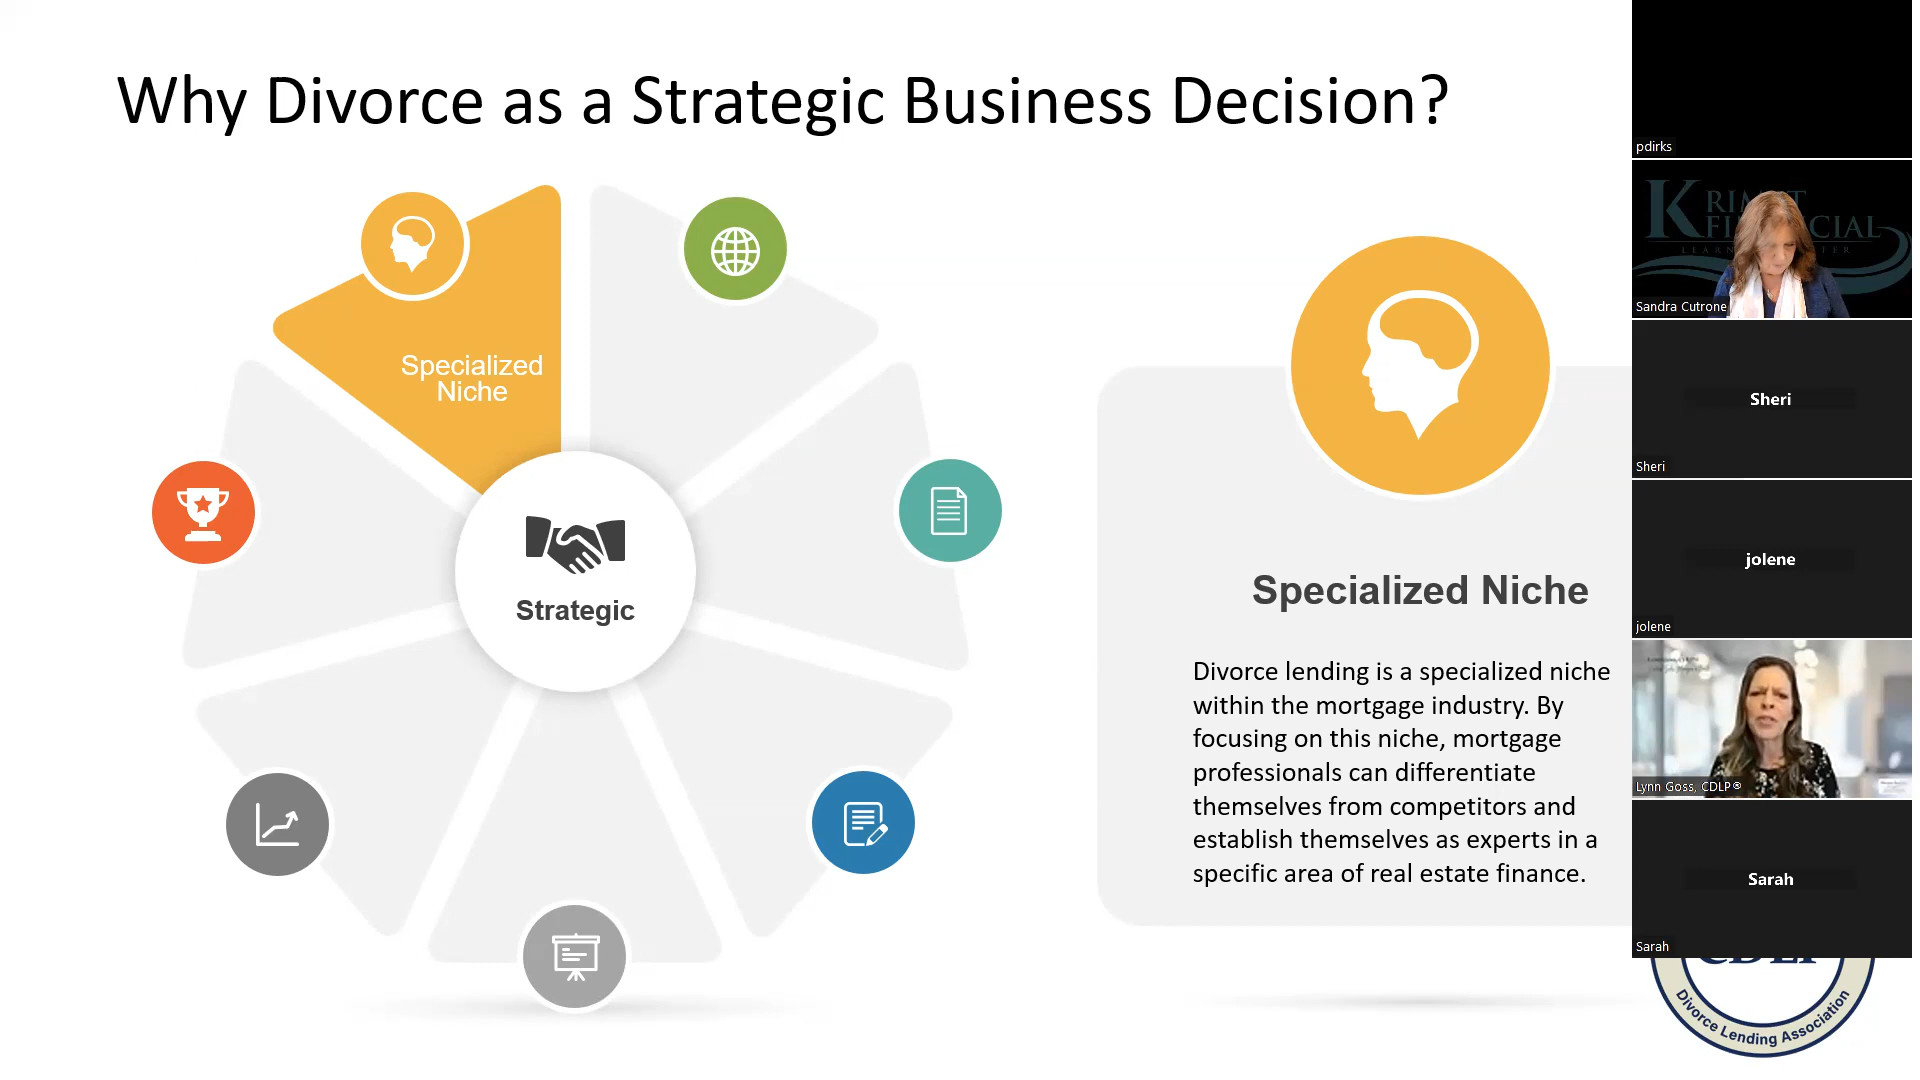 Why Divorce as a Strategic Business Decision?
Specialized
Niche
Strategic
Specialized Niche
Divorce lending is a specialized niche
within the mortgage industry. By
focusing on this niche, mortgage
professionals can differentiate
themselves from competitors and
establish themselves as experts in a
specific area of real estate finance.
pdirks
Sandra Cutrone
Sheri
Sheri
jolene
jolene
Lynn Goss, CDLP®
Sarah
Sarah
CDLP
Divorce Lending Association